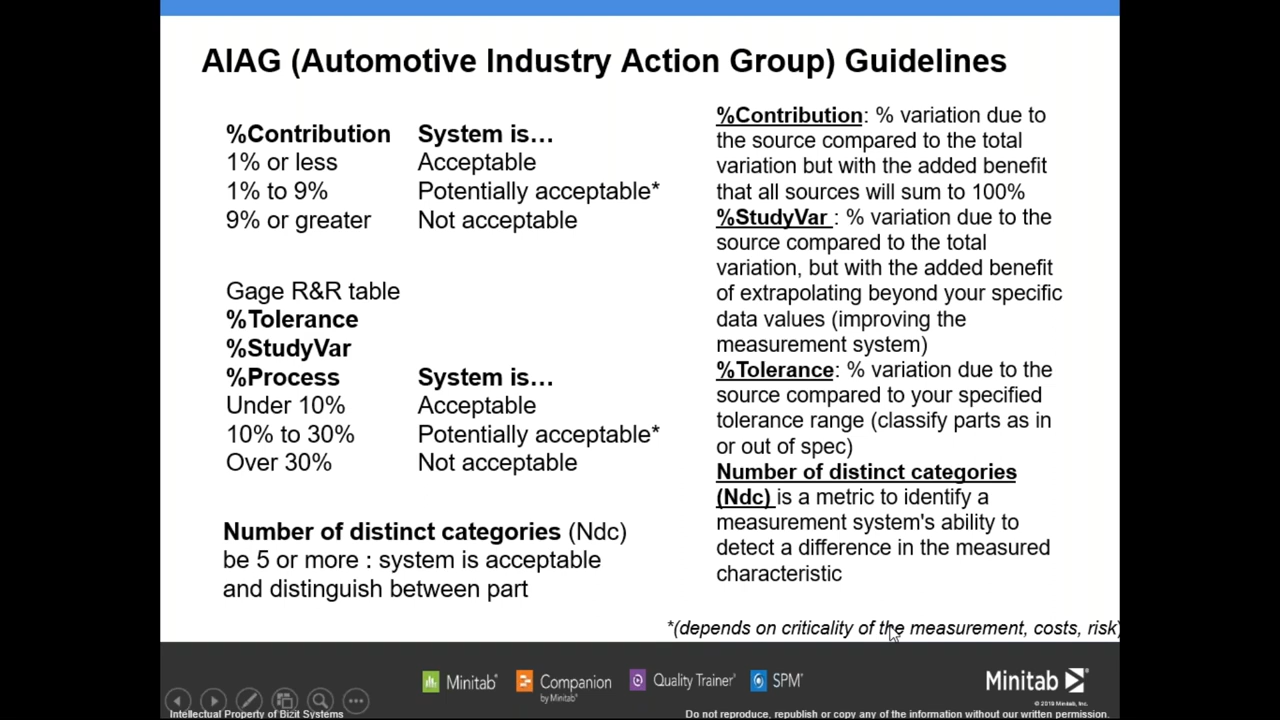 AIAG (Automotive Industry Action Group) Guidelines
%Contribution System is…
1% or less Acceptable
1% to 9% Potentially acceptable*
9% or greater Not acceptable
Gage R&R table
%Tolerance
%StudyVar
%Process System is…
Under 10% Acceptable
10% to 30% Potentially acceptable*
Over 30% Not acceptable
Number of distinct categories (Ndc)
be 5 or more : system is acceptable
and distinguish between part
%Contribution: % variation due to
the source compared to the total
variation but with the added benefit
that all sources will sum to 100%
%StudyVar : % variation due to the
source compared to the total
variation, but with the added benefit
of extrapolating beyond your specific
data values (improving the
measurement system)
%Tolerance: % variation due to the
source compared to your specified
tolerance range (classify parts as in
or out of spec)
Number of distinct categories
(Ndc) is a metric to identify a
measurement system's ability to
detect a difference in the measured
characteristic
*(depends on criticality of the measurement, costs, risk)
Minitab® Companion by Minitab® Quality Trainer® SPM® Minitab
© 2019 Minitab, Inc.
Intellectual Property of Bizit Systems
Do not reproduce, republish or copy any of the information without our written permission.